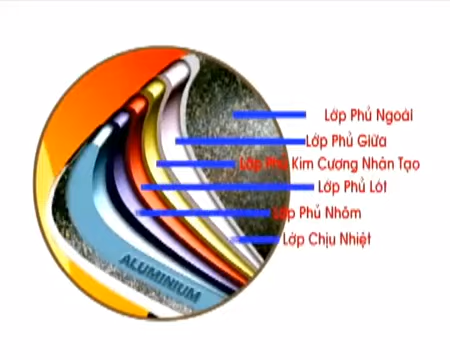 Lớp Phủ Ngoài
Lớp Phủ Giữa
Lớp Phủ Kim Cương Nhân Tạo
Lớp Phủ Lót
Lớp Phủ Nhôm
Lớp Chịu Nhiệt
ALUMINIUM